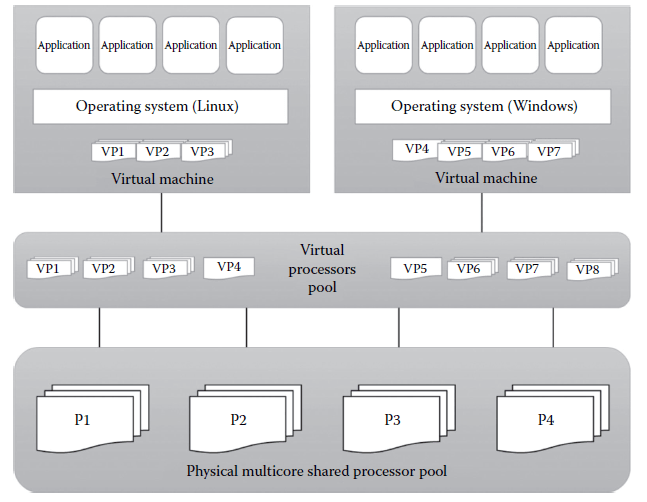 Application Application Application Application
Application Application Application Application
Operating system (Linux)
Operating system (Windows)
VP1 VP2 VP3
VP4 VP5 VP6 VP7
Virtual machine
Virtual machine
VP1 VP2 VP3 VP4
Virtual
processors
pool
VP5 VP6 VP7 VP8
P1 P2 P3 P4
Physical multicore shared processor pool